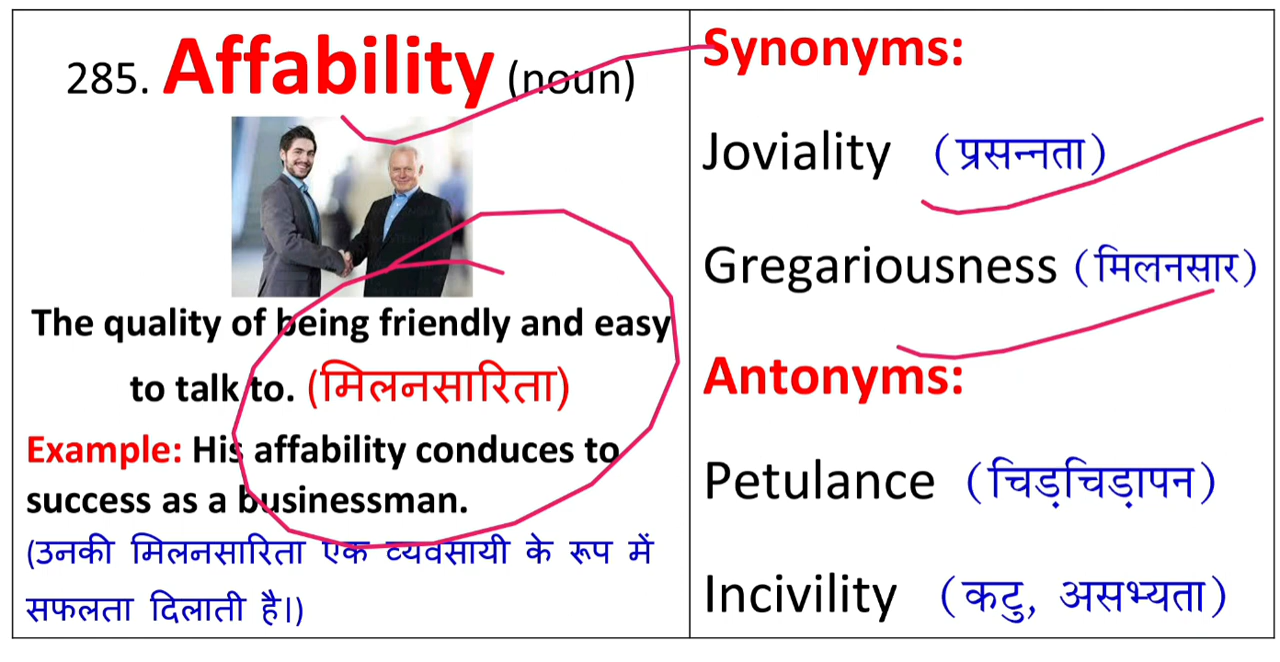 285. Affability (noun)
The quality of being friendly and easy
to talk to. (मिलनसारिता)
Example: His affability conduces to
success as a businessman.
(उनकी मिलनसारिता एक व्यवसायी के रूप में
सफलता दिलाती है।)
Synonyms:
Joviality (प्रसन्नता)
Gregariousness (मिलनसार)
Antonyms:
Petulance (चिड़चिड़ापन)
Incivility (कटु, असभ्यता)